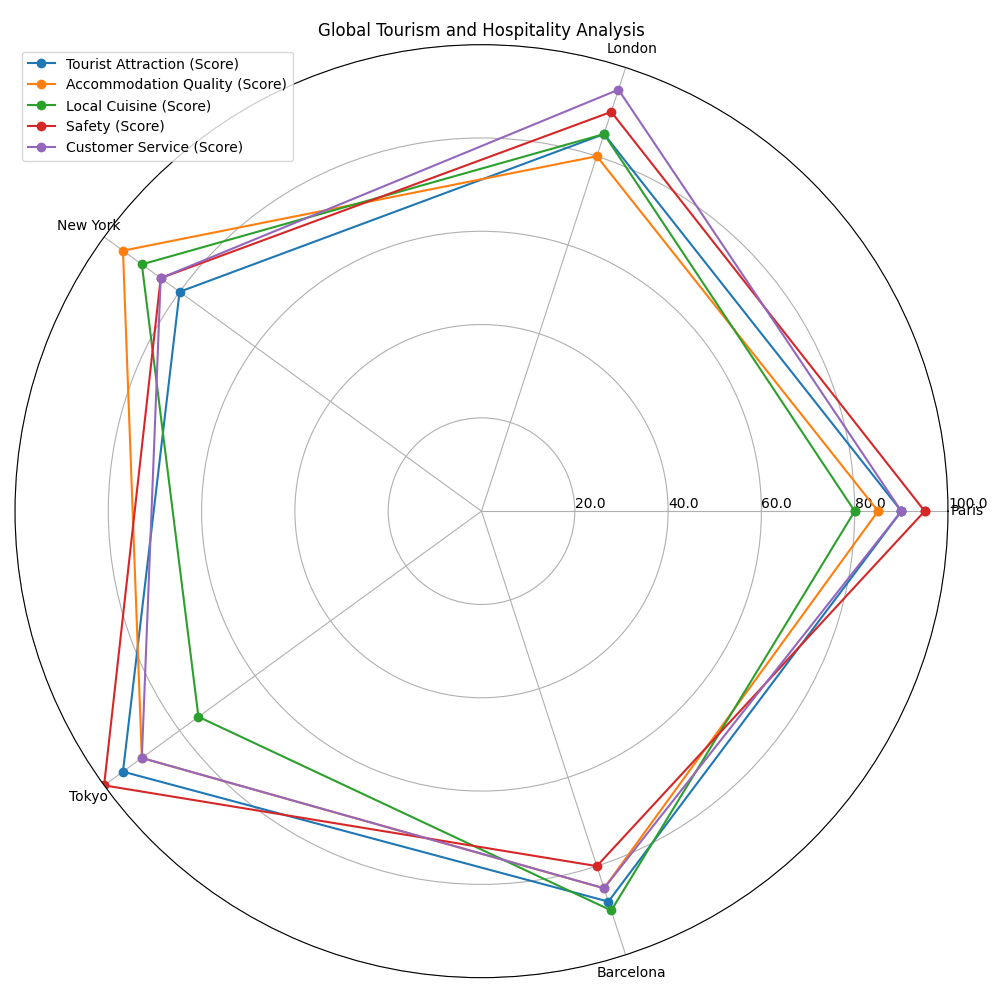 Global Tourism and Hospitality Analysis
London
Tourist Attraction (Score)
Accommodation Quality (Score)
Local Cuisine (Score)
Safety (Score)
Customer Service (Score)
New York
20.0
40.0
60.0
80.0
100.0
Paris
Tokyo
Barcelona